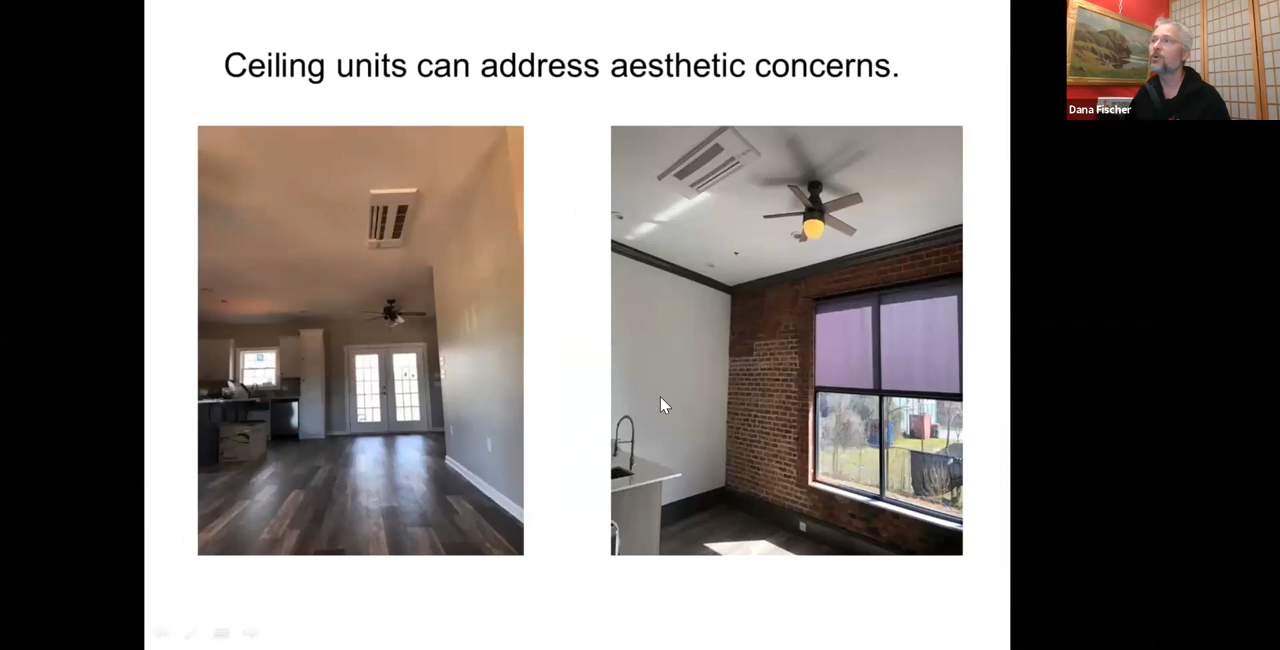 Ceiling units can address aesthetic concerns.
Dana Fischer